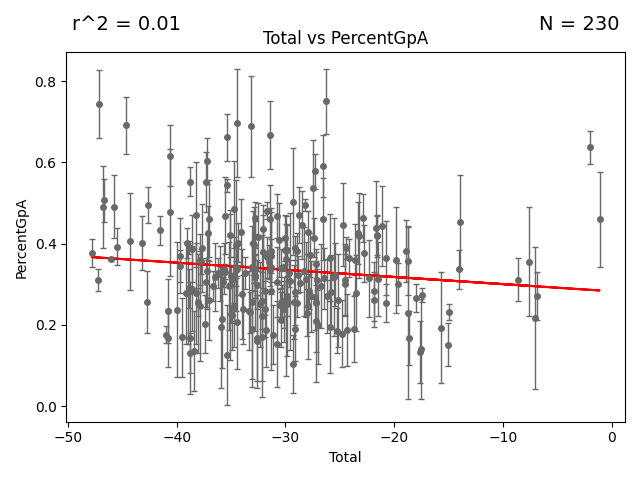 r^2 = 0.01
N = 230
Total vs PercentGpA
PercentGpA
0.8
0.6
0.4
0.2
0.0
−50
−40
−30
−20
−10
0
Total